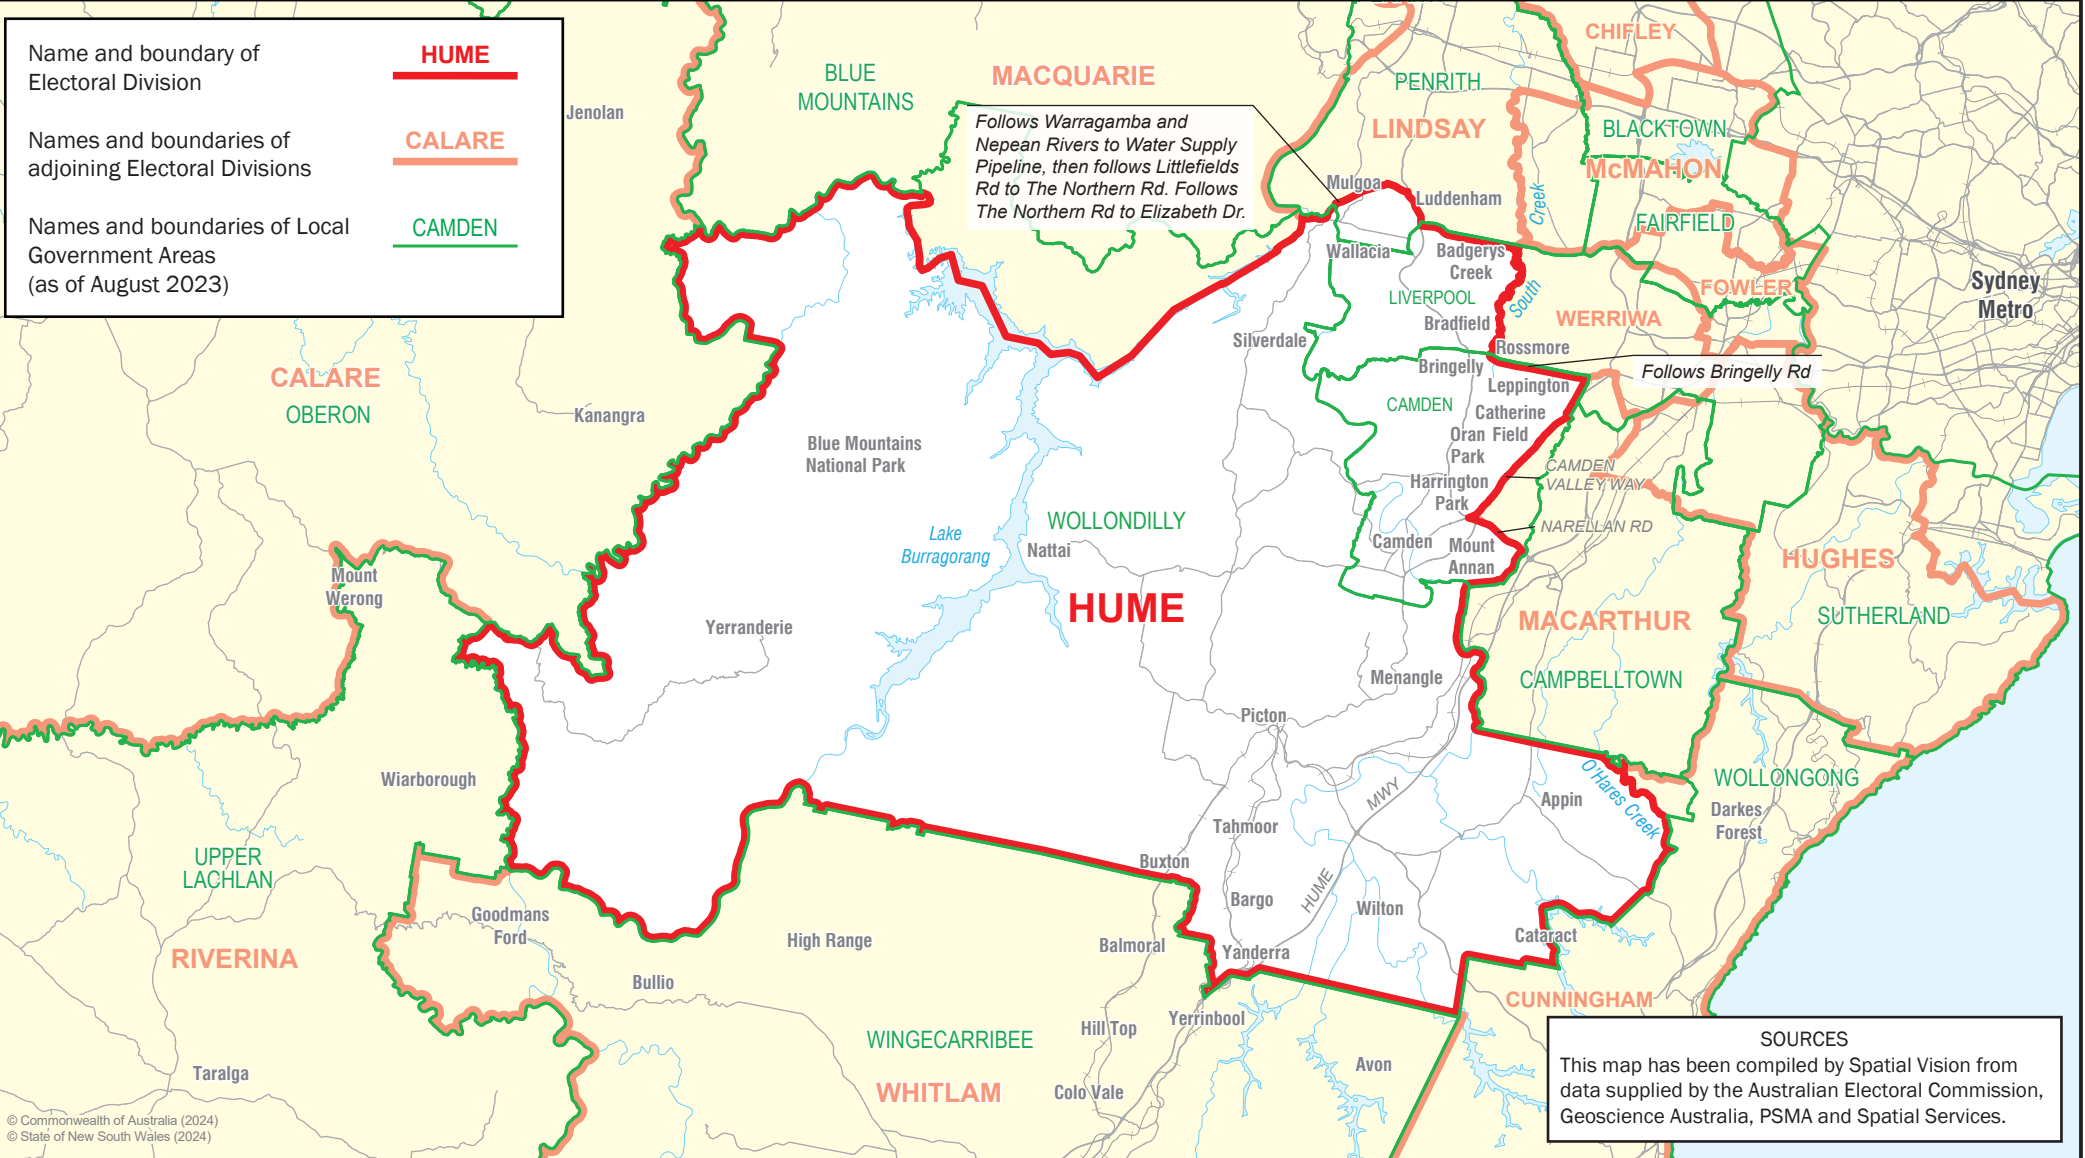 Name and boundary of
Electoral Division
HUME
Names and boundaries of
adjoining Electoral Divisions
CALARE
Names and boundaries of Local
Government Areas
(as of August 2023)
CAMDEN
Jenolan
BLUE
MOUNTAINS
MACQUARIE
Follows Warragamba and
Nepean Rivers to Water Supply
Pipeline, then follows Littlefields
Rd to The Northern Rd. Follows
The Northern Rd to Elizabeth Dr.
PENRITH
LINDSAY
CHIFLEY
BLACKTOWN
McMAHON
FAIRFIELD
FOWLER
WERRIWA
Sydney
Metro
Mulgoa
Luddenham
Creek
Wallacia
Badgerys
Creek
LIVERPOOL
South
Bradfield
Silverdale
Rossmore
Follows Bringelly Rd
Bringelly
Leppington
CAMDEN
Catherine
Field
Oran
Park
Harrington
Park
CAMDEN
VALLEY WAY
NARELLAN RD
Camden
Mount
Annan
CALARE
OBERON
Kanangra
Blue Mountains
National Park
Lake
Burragorang
WOLLONDILLY
Nattai
HUME
Mount
Werong
Yerranderie
MACARTHUR
CAMPBELLTOWN
HUGHES
SUTHERLAND
Menangle
Picton
Wiarborough
MWY
HUME
Appin
O'Hares Creek
WOLLONGONG
Darkes
Forest
Tahmoor
Buxton
Bargo
Wilton
UPPER
LACHLAN
Goodmans
Ford
High Range
Balmoral
Yanderra
Cataract
RIVERINA
Bullio
CUNNINGHAM
WINGECARRIBEE
Hill Top
Yerrinbool
Avon
Taralga
WHITLAM
Colo Vale
SOURCES
This map has been compiled by Spatial Vision from
data supplied by the Australian Electoral Commission,
Geoscience Australia, PSMA and Spatial Services.
© Commonwealth of Australia (2024)
© State of New South Wales (2024)